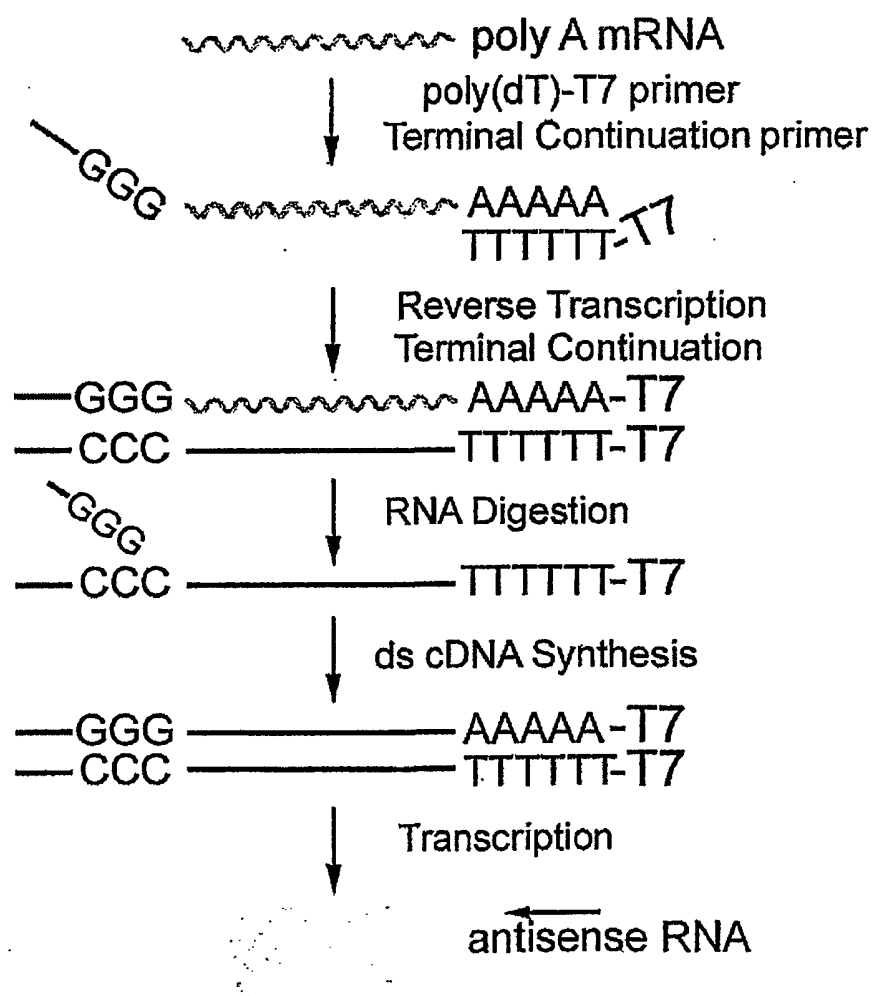 poly A mRNA
poly(dT)-T7 primer
Terminal Continuation primer
GGG
AAAAA
TTTTTT-T7
Reverse Transcription
Terminal Continuation
GGG AAAAA-T7
CCC TTTTTT-T7
GGG
RNA Digestion
CCC TTTTTT-T7
ds cDNA Synthesis
GGG AAAAA-T7
CCC TTTTTT-T7
Transcription
antisense RNA